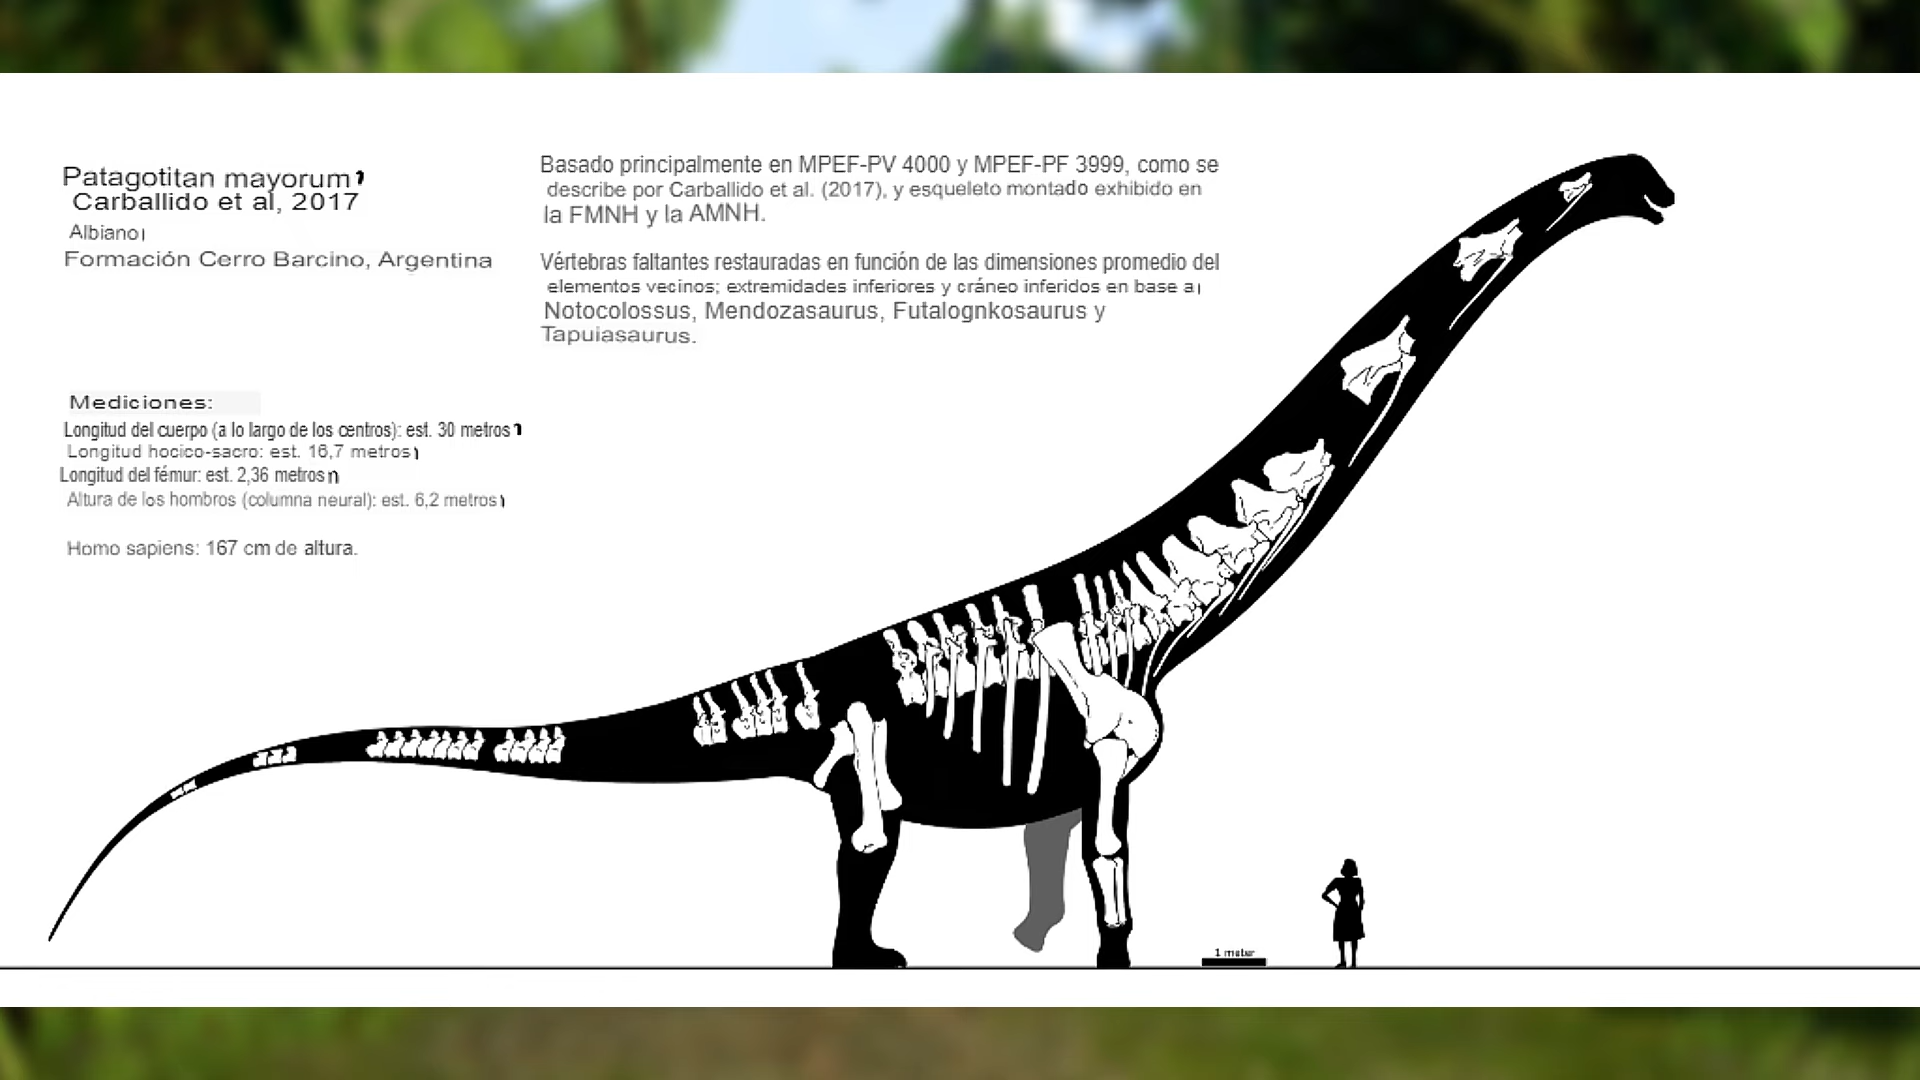 Patagotitan mayorum
Carballido et al, 2017
Albiano
Formación Cerro Barcino, Argentina
Basado principalmente en MPEF-PV 4000 y MPEF-PF 3999, como se
describe por Carballido et al. (2017), y esqueleto montado exhibido en
la FMNH y la AMNH.
Vértebras faltantes restauradas en función de las dimensiones promedio del
elementos vecinos; extremidades inferiores y cráneo inferidos en base a
Notocolossus, Mendozasaurus, Futalognkosaurus y
Tapuiasaurus.
Mediciones:
Longitud del cuerpo (a lo largo de los centros): est. 30 metros
Longitud hocico-sacro: est. 16,7 metros
Longitud del fémur: est. 2,36 metros
Altura de los hombros (columna neural): est. 6,2 metros
Homo sapiens: 167 cm de altura.
1 meter